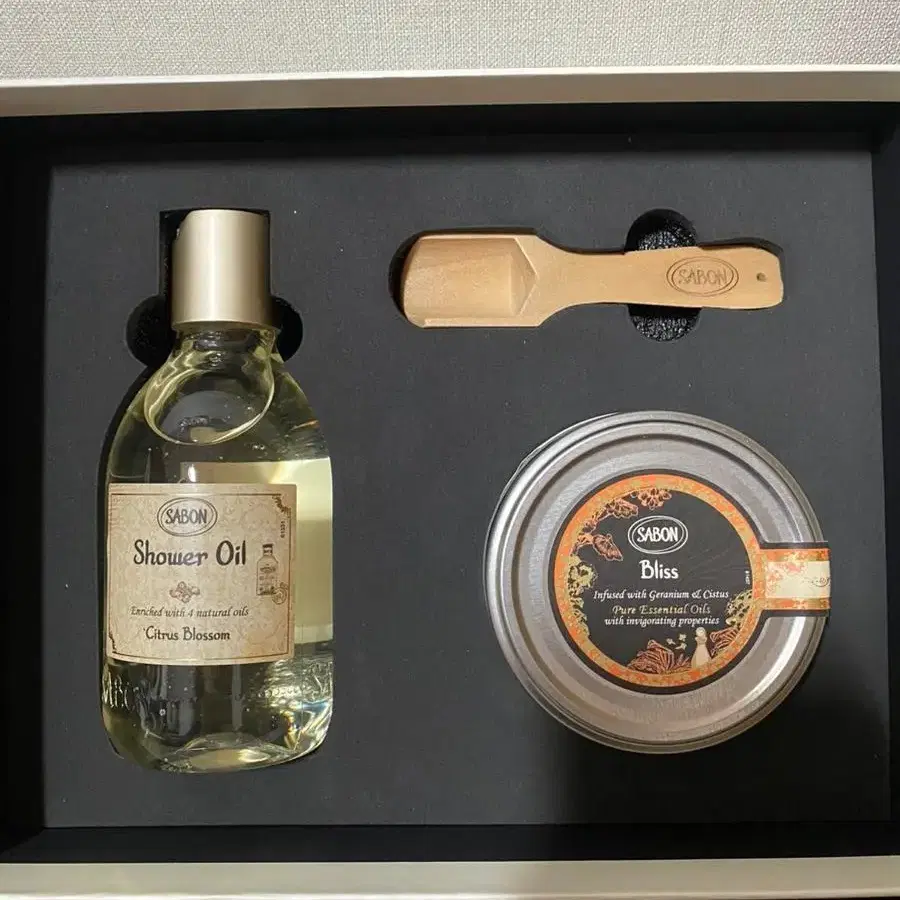 SABON
Shower Oil
Enriched with 4 natural oils
Citrus Blossom
SABON
SABON
Bliss
Infused with Geranium & Cistus
Pure Essential Oils
with invigorating properties